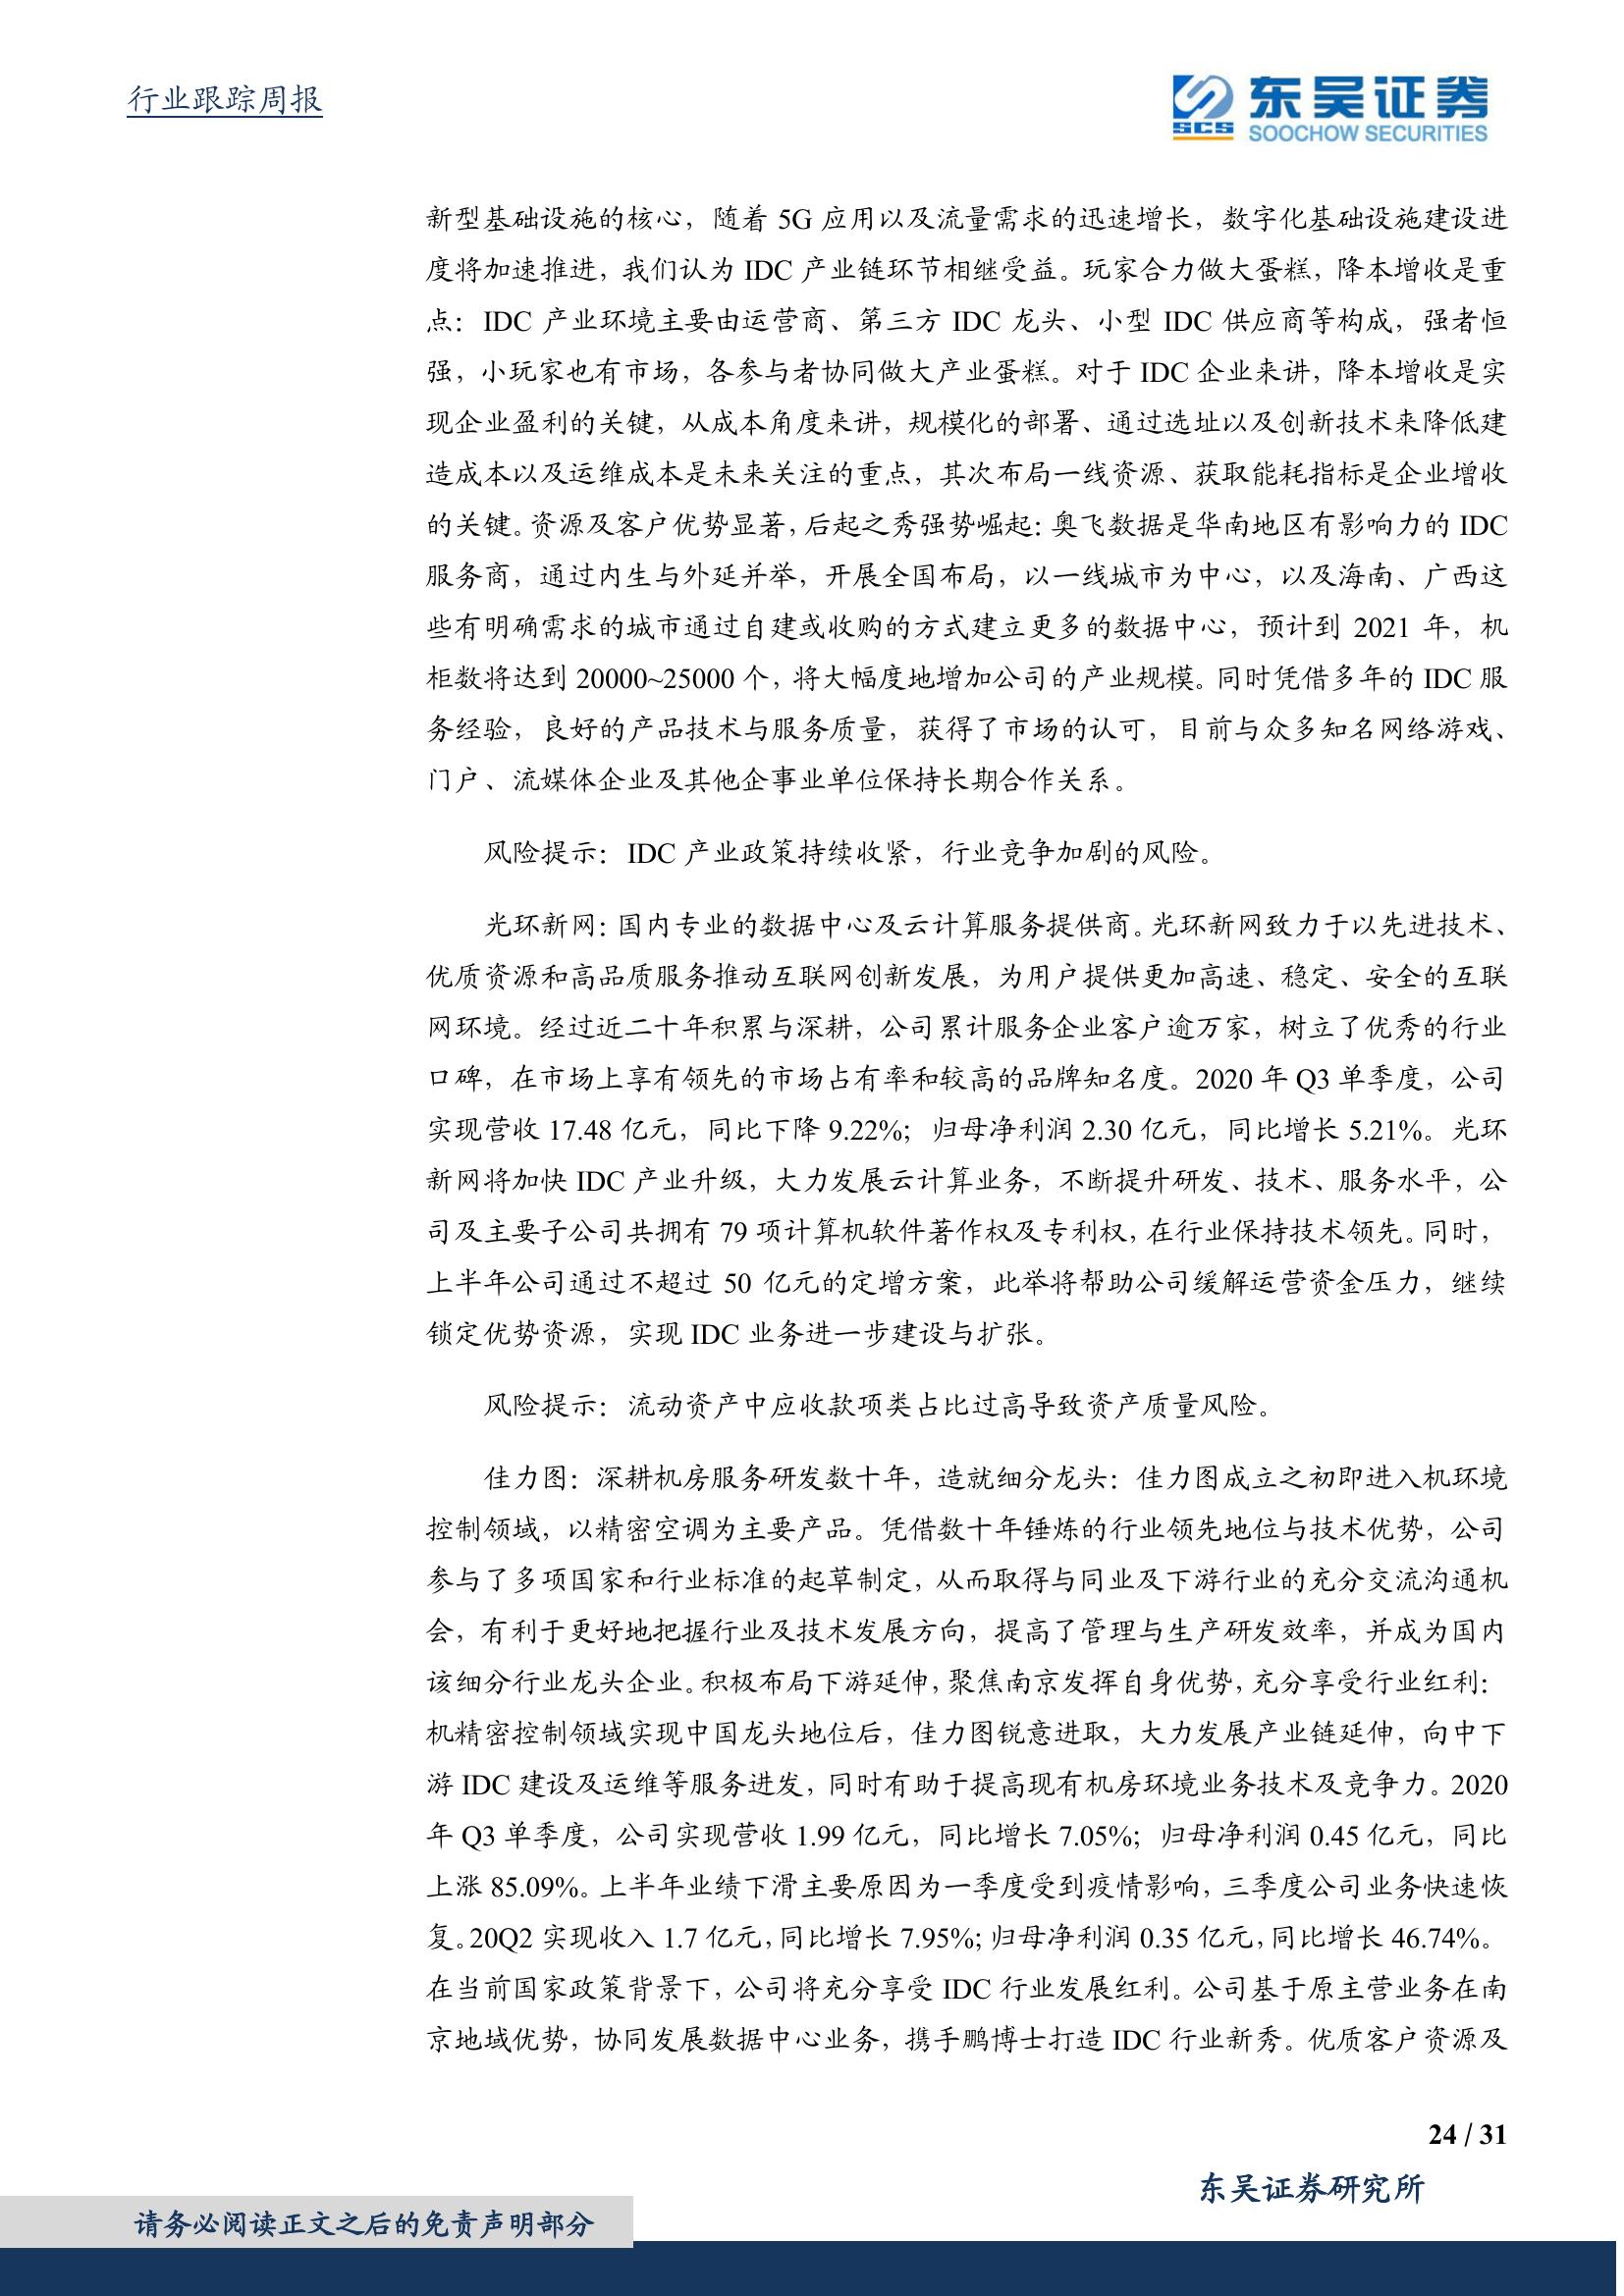 行业跟踪周报
SCS
东吴证券
SOOCHOW SECURITIES
新型基础设施的核心，随着 5G 应用以及流量需求的迅速增长，数字化基础设施建设进
度将加速推进，我们认为 IDC 产业链环节相继受益。玩家合力做大蛋糕，降本增收是重
点：IDC 产业环境主要由运营商、第三方 IDC 龙头、小型 IDC 供应商等构成，强者恒
强，小玩家也有市场，各参与者协同做大产业蛋糕。对于 IDC 企业来讲，降本增收是实
现企业盈利的关键，从成本角度来讲，规模化的部署、通过选址以及创新技术来降低建
造成本以及运维成本是未来关注的重点，其次布局一线资源、获取能耗指标是企业增收
的关键。资源及客户优势显著，后起之秀强势崛起：奥飞数据是华南地区有影响力的 IDC
服务商，通过内生与外延并举，开展全国布局，以一线城市为中心，以及海南、广西这
些有明确需求的城市通过自建或收购的方式建立更多的数据中心，预计到 2021 年，机
柜数将达到 20000~25000 个，将大幅度地增加公司的产业规模。同时凭借多年的 IDC 服
务经验，良好的产品技术与服务质量，获得了市场的认可，目前与众多知名网络游戏、
门户、流媒体企业及其他企事业单位保持长期合作关系。
风险提示：IDC 产业政策持续收紧，行业竞争加剧的风险。
光环新网：国内专业的数据中心及云计算服务提供商。光环新网致力于以先进技术、
优质资源和高品质服务推动互联网创新发展，为用户提供更加高速、稳定、安全的互联
网环境。经过近二十年积累与深耕，公司累计服务企业客户逾万家，树立了优秀的行业
口碑，在市场上享有领先的市场占有率和较高的品牌知名度。2020 年 Q3 单季度，公司
实现营收 17.48 亿元，同比下降 9.22%；归母净利润 2.30 亿元，同比增长 5.21%。光环
新网将加快 IDC 产业升级，大力发展云计算业务，不断提升研发、技术、服务水平，公
司及主要子公司共拥有 79 项计算机软件著作权及专利权，在行业保持技术领先。同时，
上半年公司通过不超过 50 亿元的定增方案，此举将帮助公司缓解运营资金压力，继续
锁定优势资源，实现 IDC 业务进一步建设与扩张。
风险提示：流动资产中应收款项类占比过高导致资产质量风险。
佳力图：深耕机房服务研发数十年，造就细分龙头：佳力图成立之初即进入机环境
控制领域，以精密空调为主要产品。凭借数十年锤炼的行业领先地位与技术优势，公司
参与了多项国家和行业标准的起草制定，从而取得与同业及下游行业的充分交流沟通机
会，有利于更好地把握行业及技术发展方向，提高了管理与生产研发效率，并成为国内
该细分行业龙头企业。积极布局下游延伸，聚焦南京发挥自身优势，充分享受行业红利：
机精密控制领域实现中国龙头地位后，佳力图锐意进取，大力发展产业链延伸，向中下
游 IDC 建设及运维等服务进发，同时有助于提高现有机房环境业务技术及竞争力。2020
年 Q3 单季度，公司实现营收 1.99 亿元，同比增长 7.05%；归母净利润 0.45 亿元，同比
上涨 85.09%。上半年业绩下滑主要原因为一季度受到疫情影响，三季度公司业务快速恢
复。20Q2 实现收入 1.7 亿元，同比增长 7.95%；归母净利润 0.35 亿元，同比增长 46.74%。
在当前国家政策背景下，公司将充分享受 IDC 行业发展红利。公司基于原主营业务在南
京地域优势，协同发展数据中心业务，携手鹏博士打造 IDC 行业新秀。优质客户资源及
24 / 31
东吴证券研究所
请务必阅读正文之后的免责声明部分